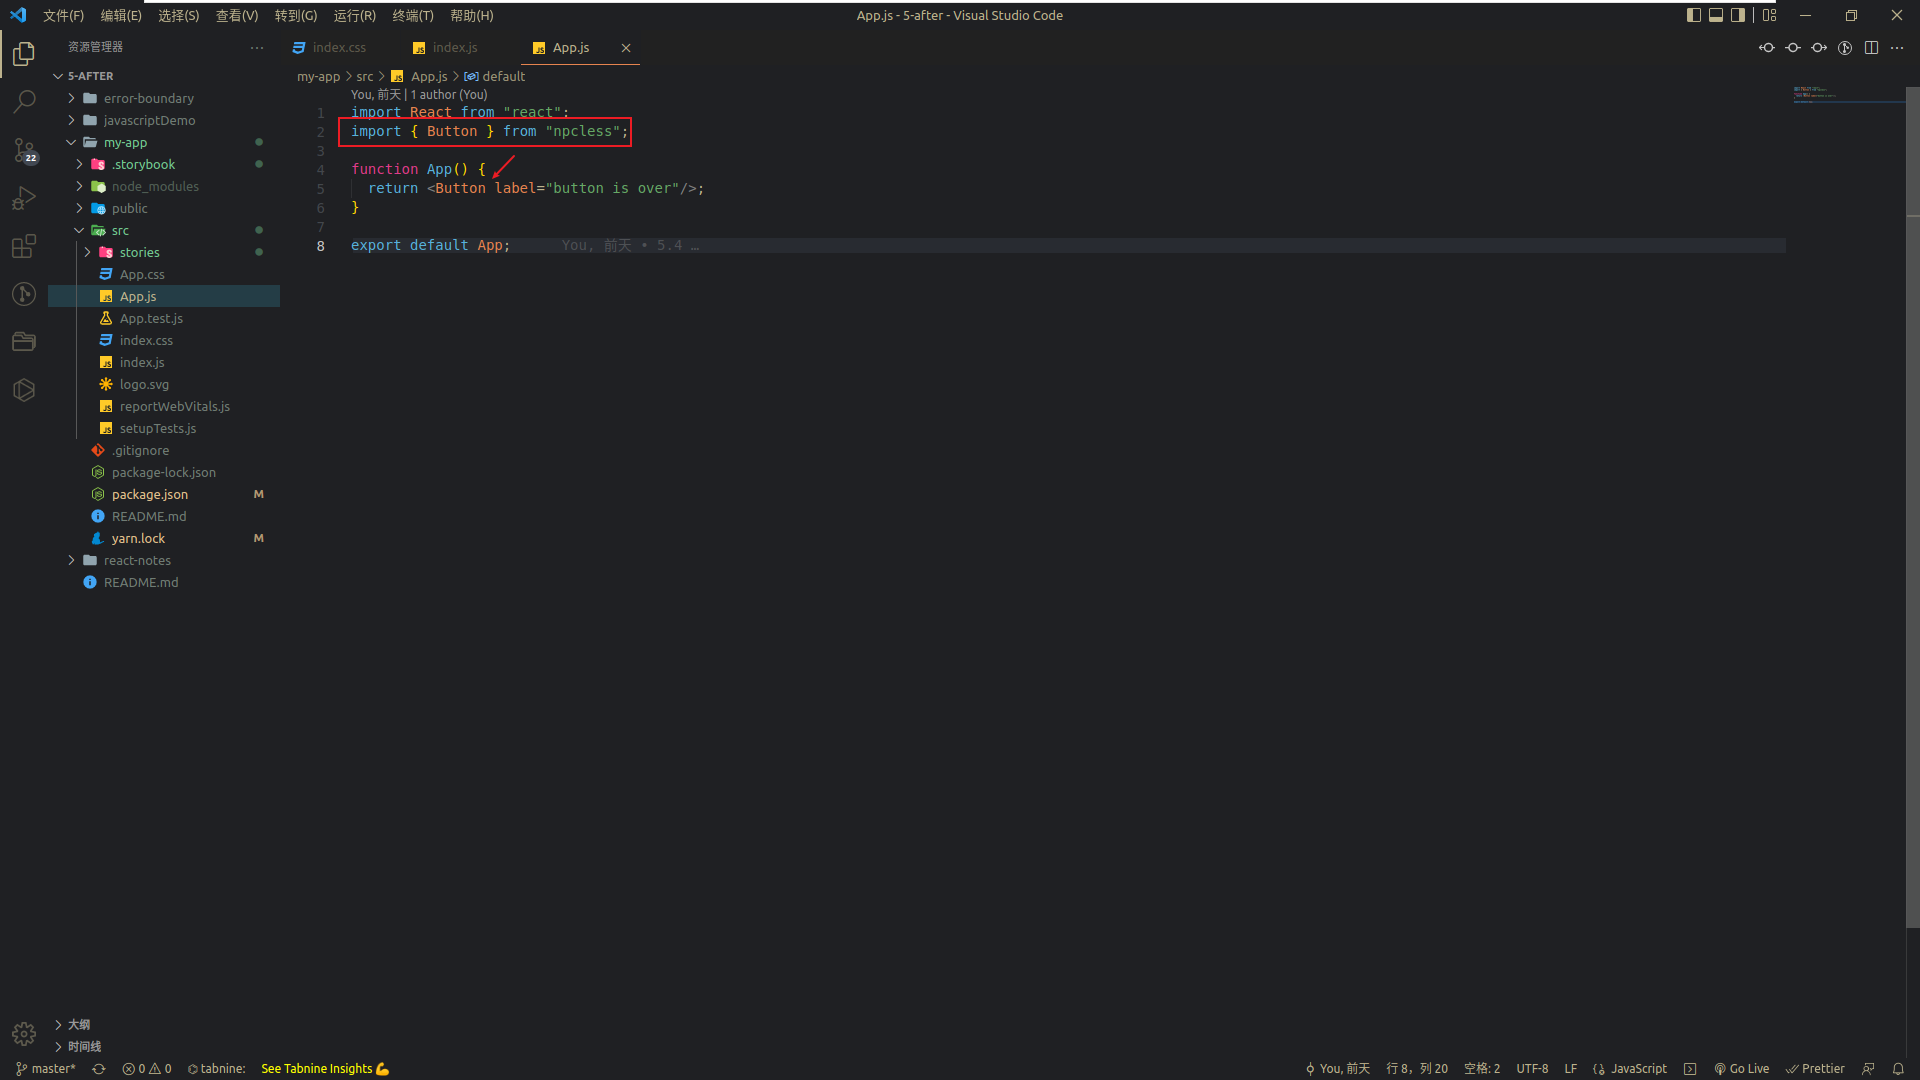 文件(F) 编辑(E) 选择(S) 查看(V) 转到(G) 运行(R) 终端(T) 帮助(H)
App.js - 5-after - Visual Studio Code
资源管理器
index.css
index.js
App.js
5-AFTER
error-boundary
javascriptDemo
my-app
.storybook
node_modules
public
src
stories
App.css
App.js
App.test.js
index.css
index.js
logo.svg
reportWebVitals.js
setupTests.js
.gitignore
package-lock.json
package.json M
README.md
yarn.lock M
react-notes
README.md
22
my-app > src > App.js > default
You, 前天 | 1 author (You)
1 import React from "react";
2 import { Button } from "npcless";
3
4 function App() {
5 return <Button label="button is over"/>;
6 }
7
8 export default App; You, 前天 • 5.4 …
大纲
时间线
master* 0 0 tabnine: See Tabnine Insights
You, 前天 行 8，列 20 空格: 2 UTF-8 LF JavaScript Go Live Prettier